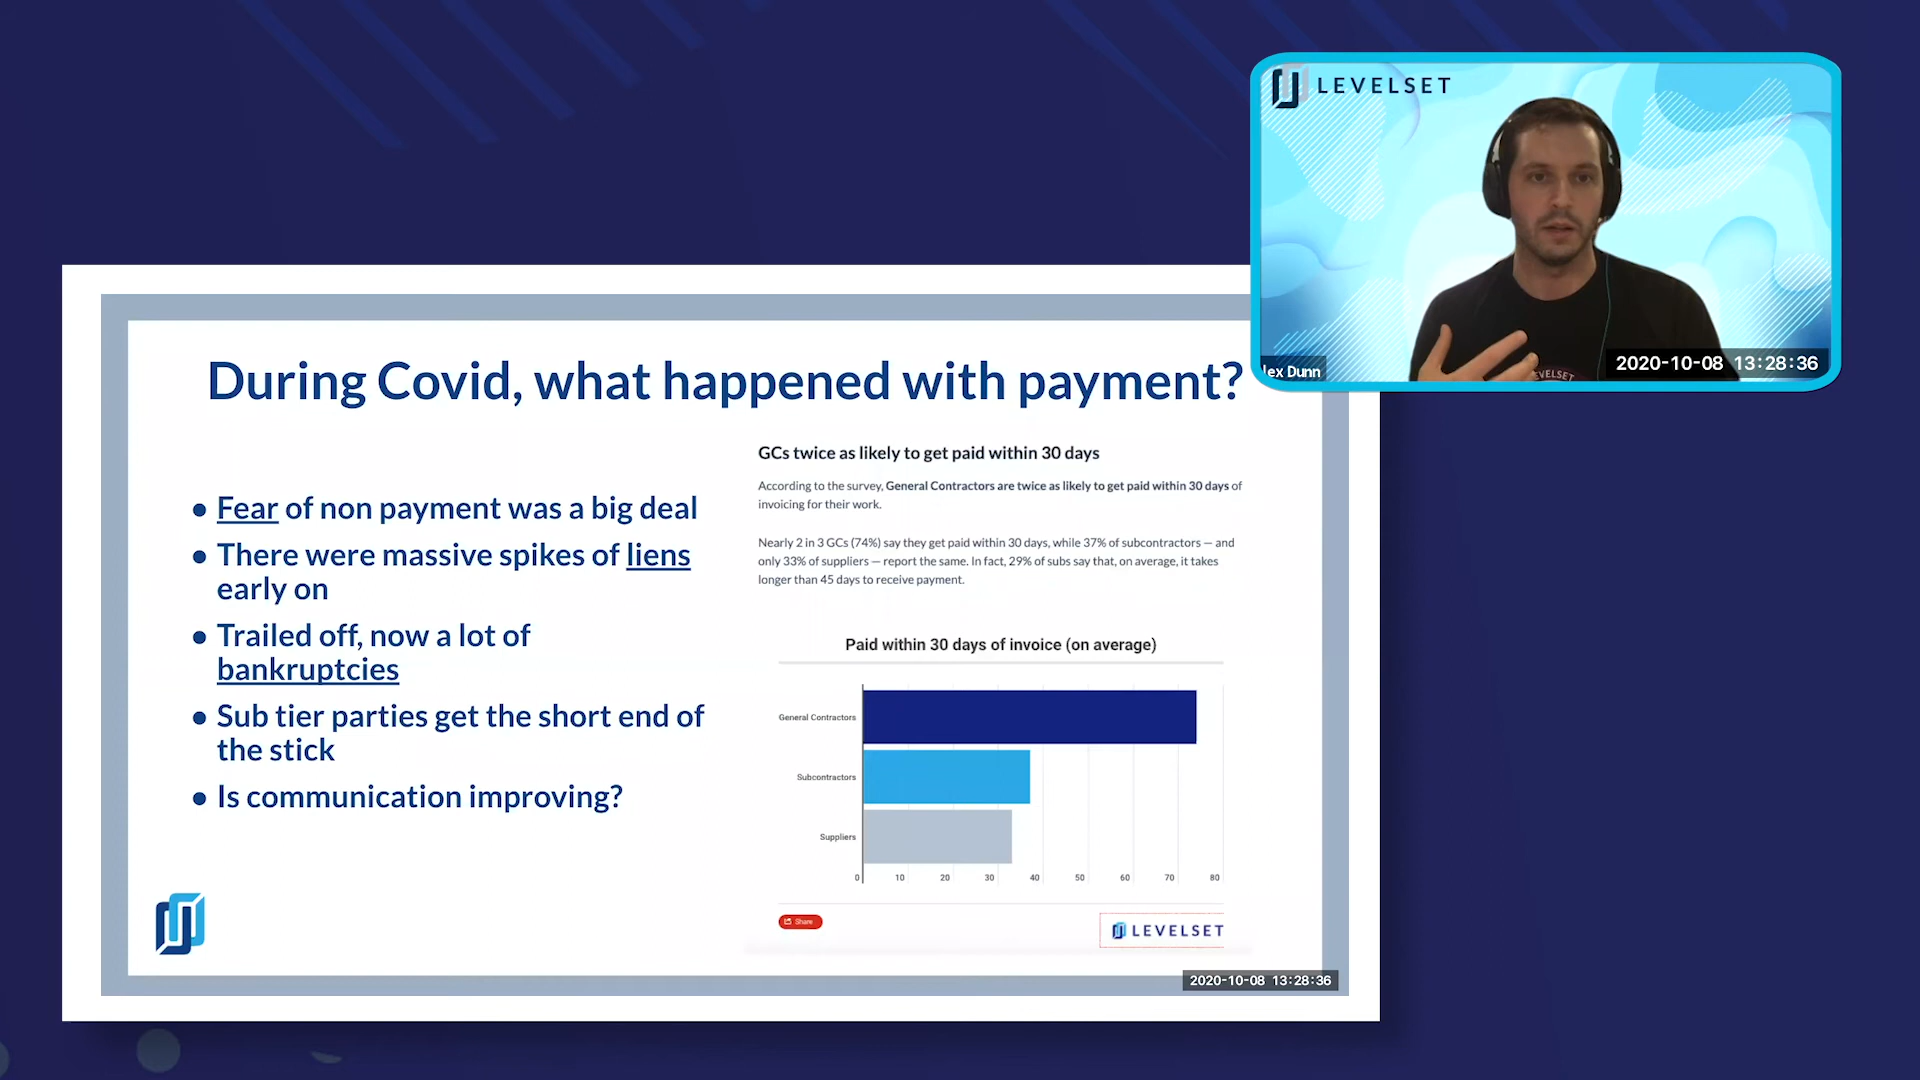 LEVELSET
lex Dunn
2020-10-08 13:28:36
EVELSET
During Covid, what happened with payment?
● Fear of non payment was a big deal
● There were massive spikes of liens
early on
● Trailed off, now a lot of
bankruptcies
● Sub tier parties get the short end of
the stick
● Is communication improving?
GCs twice as likely to get paid within 30 days
According to the survey, General Contractors are twice as likely to get paid within 30 days of
invoicing for their work.
Nearly 2 in 3 GCs (74%) say they get paid within 30 days, while 37% of subcontractors — and
only 33% of suppliers — report the same. In fact, 29% of subs say that, on average, it takes
longer than 45 days to receive payment.
Paid within 30 days of invoice (on average)
General Contractors
Subcontractors
Suppliers
0 10 20 30 40 50 60 70 80
Share
LEVELSET
2020-10-08 13:28:36